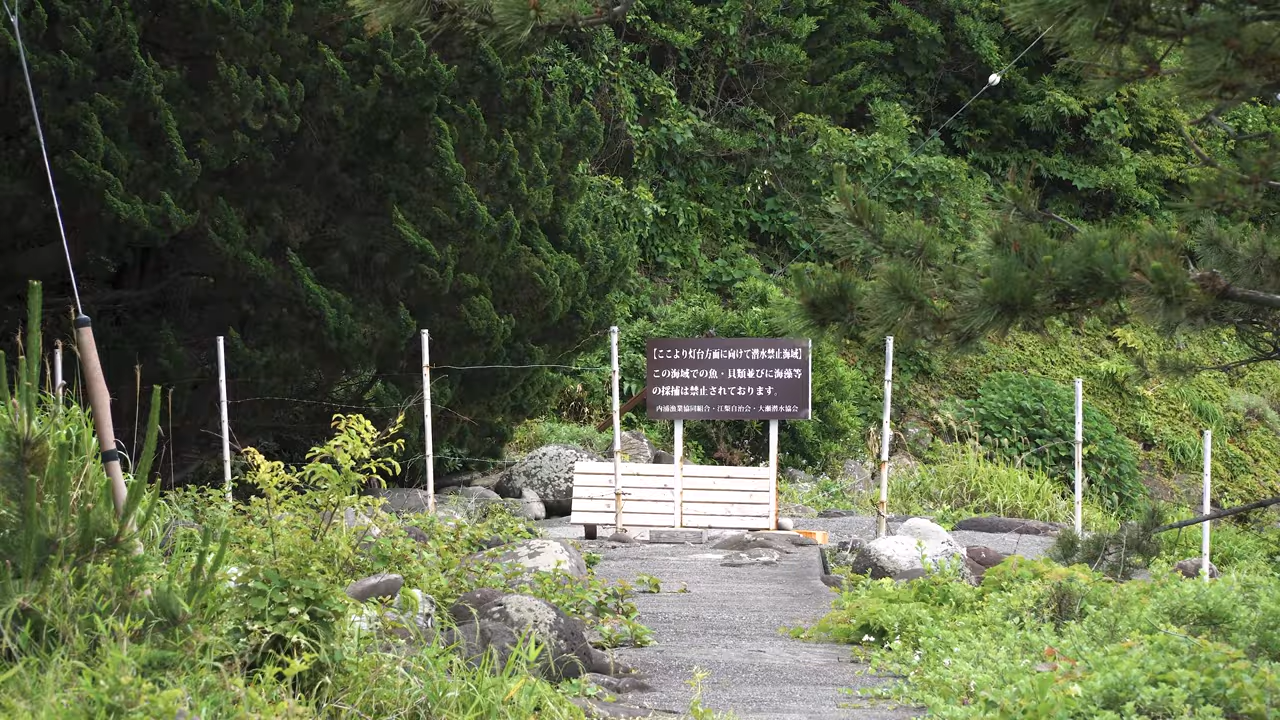 【ここより灯台方面に向けて潜水禁止海域】
この海域での魚・貝類並びに海藻等
の採捕は禁止されております。
内浦漁業協同組合・江梨自治会・大瀬潜水協会